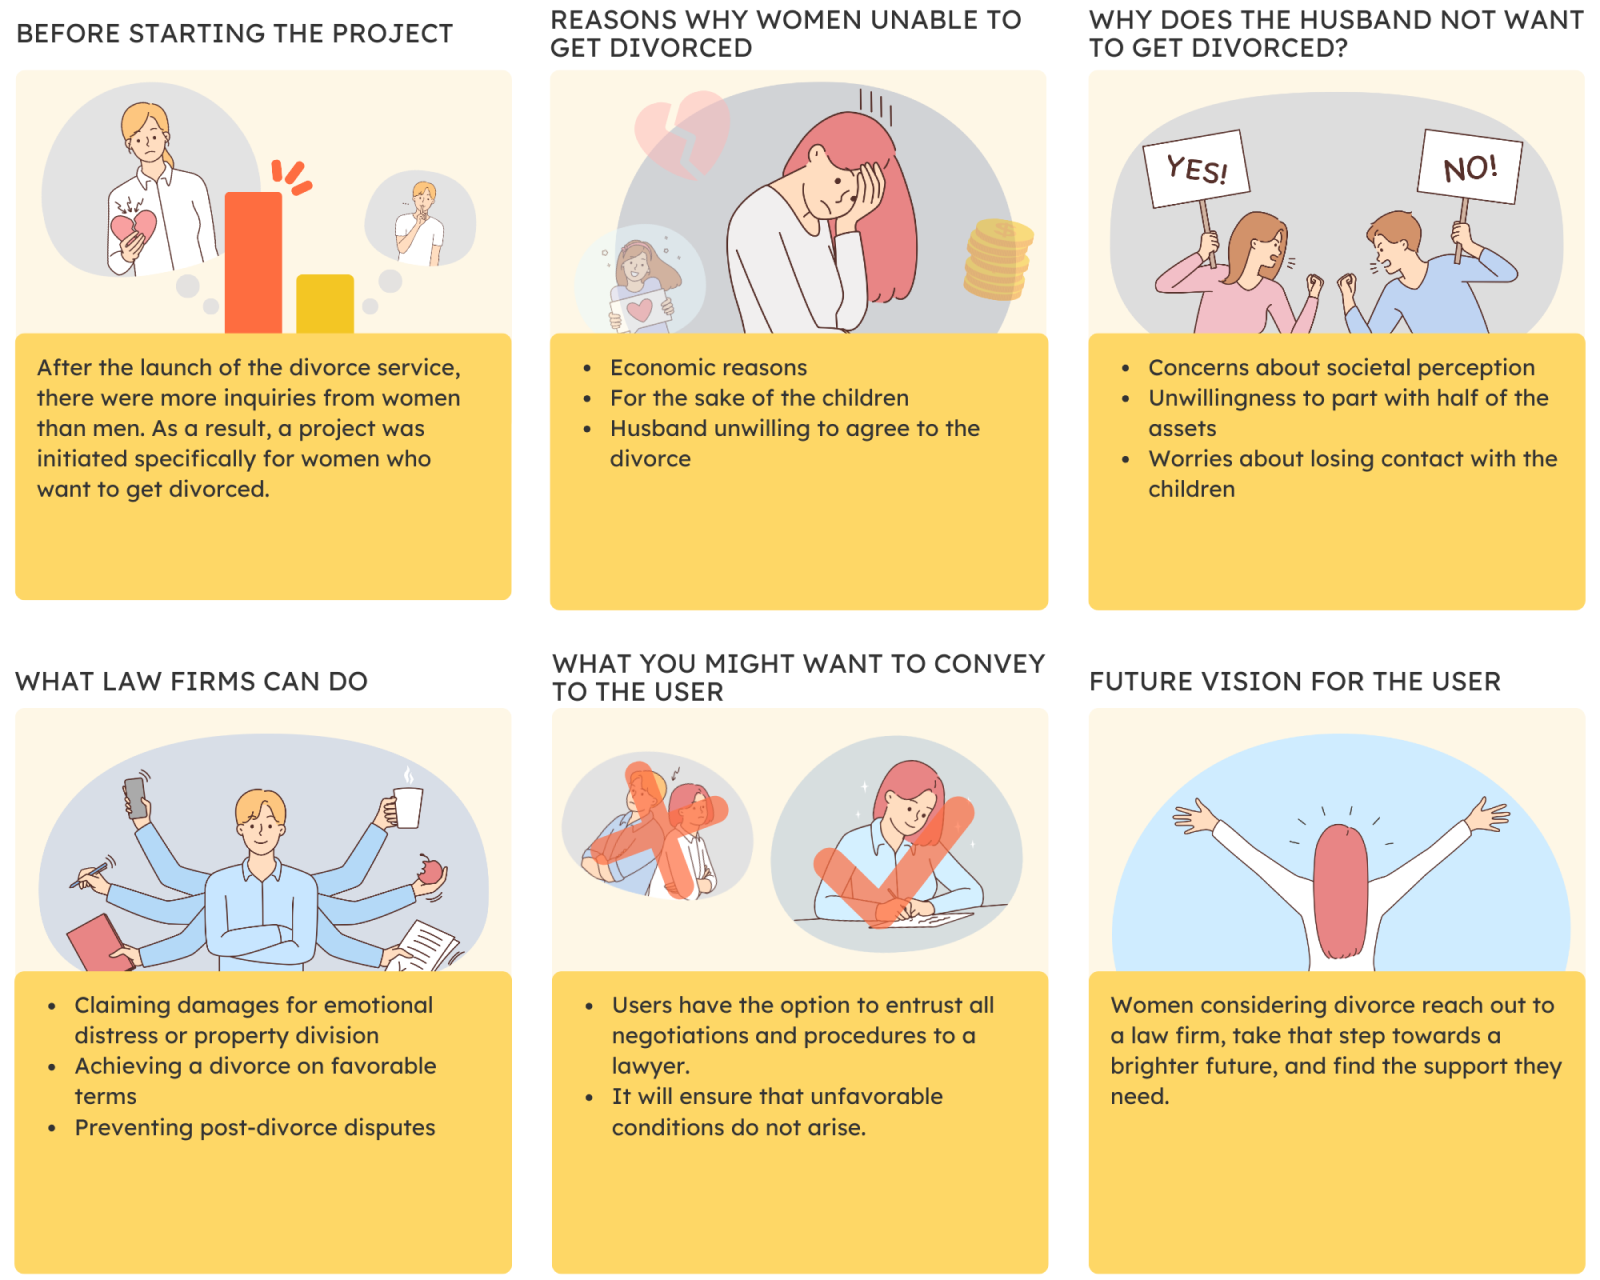 BEFORE STARTING THE PROJECT
After the launch of the divorce service,
there were more inquiries from women
than men. As a result, a project was
initiated specifically for women who
want to get divorced.
REASONS WHY WOMEN UNABLE TO
GET DIVORCED
• Economic reasons
• For the sake of the children
• Husband unwilling to agree to the
divorce
WHY DOES THE HUSBAND NOT WANT
TO GET DIVORCED?
YES!
NO!
• Concerns about societal perception
• Unwillingness to part with half of the
assets
• Worries about losing contact with the
children
WHAT LAW FIRMS CAN DO
• Claiming damages for emotional
distress or property division
• Achieving a divorce on favorable
terms
• Preventing post-divorce disputes
WHAT YOU MIGHT WANT TO CONVEY
TO THE USER
• Users have the option to entrust all
negotiations and procedures to a
lawyer.
• It will ensure that unfavorable
conditions do not arise.
FUTURE VISION FOR THE USER
Women considering divorce reach out to
a law firm, take that step towards a
brighter future, and find the support they
need.